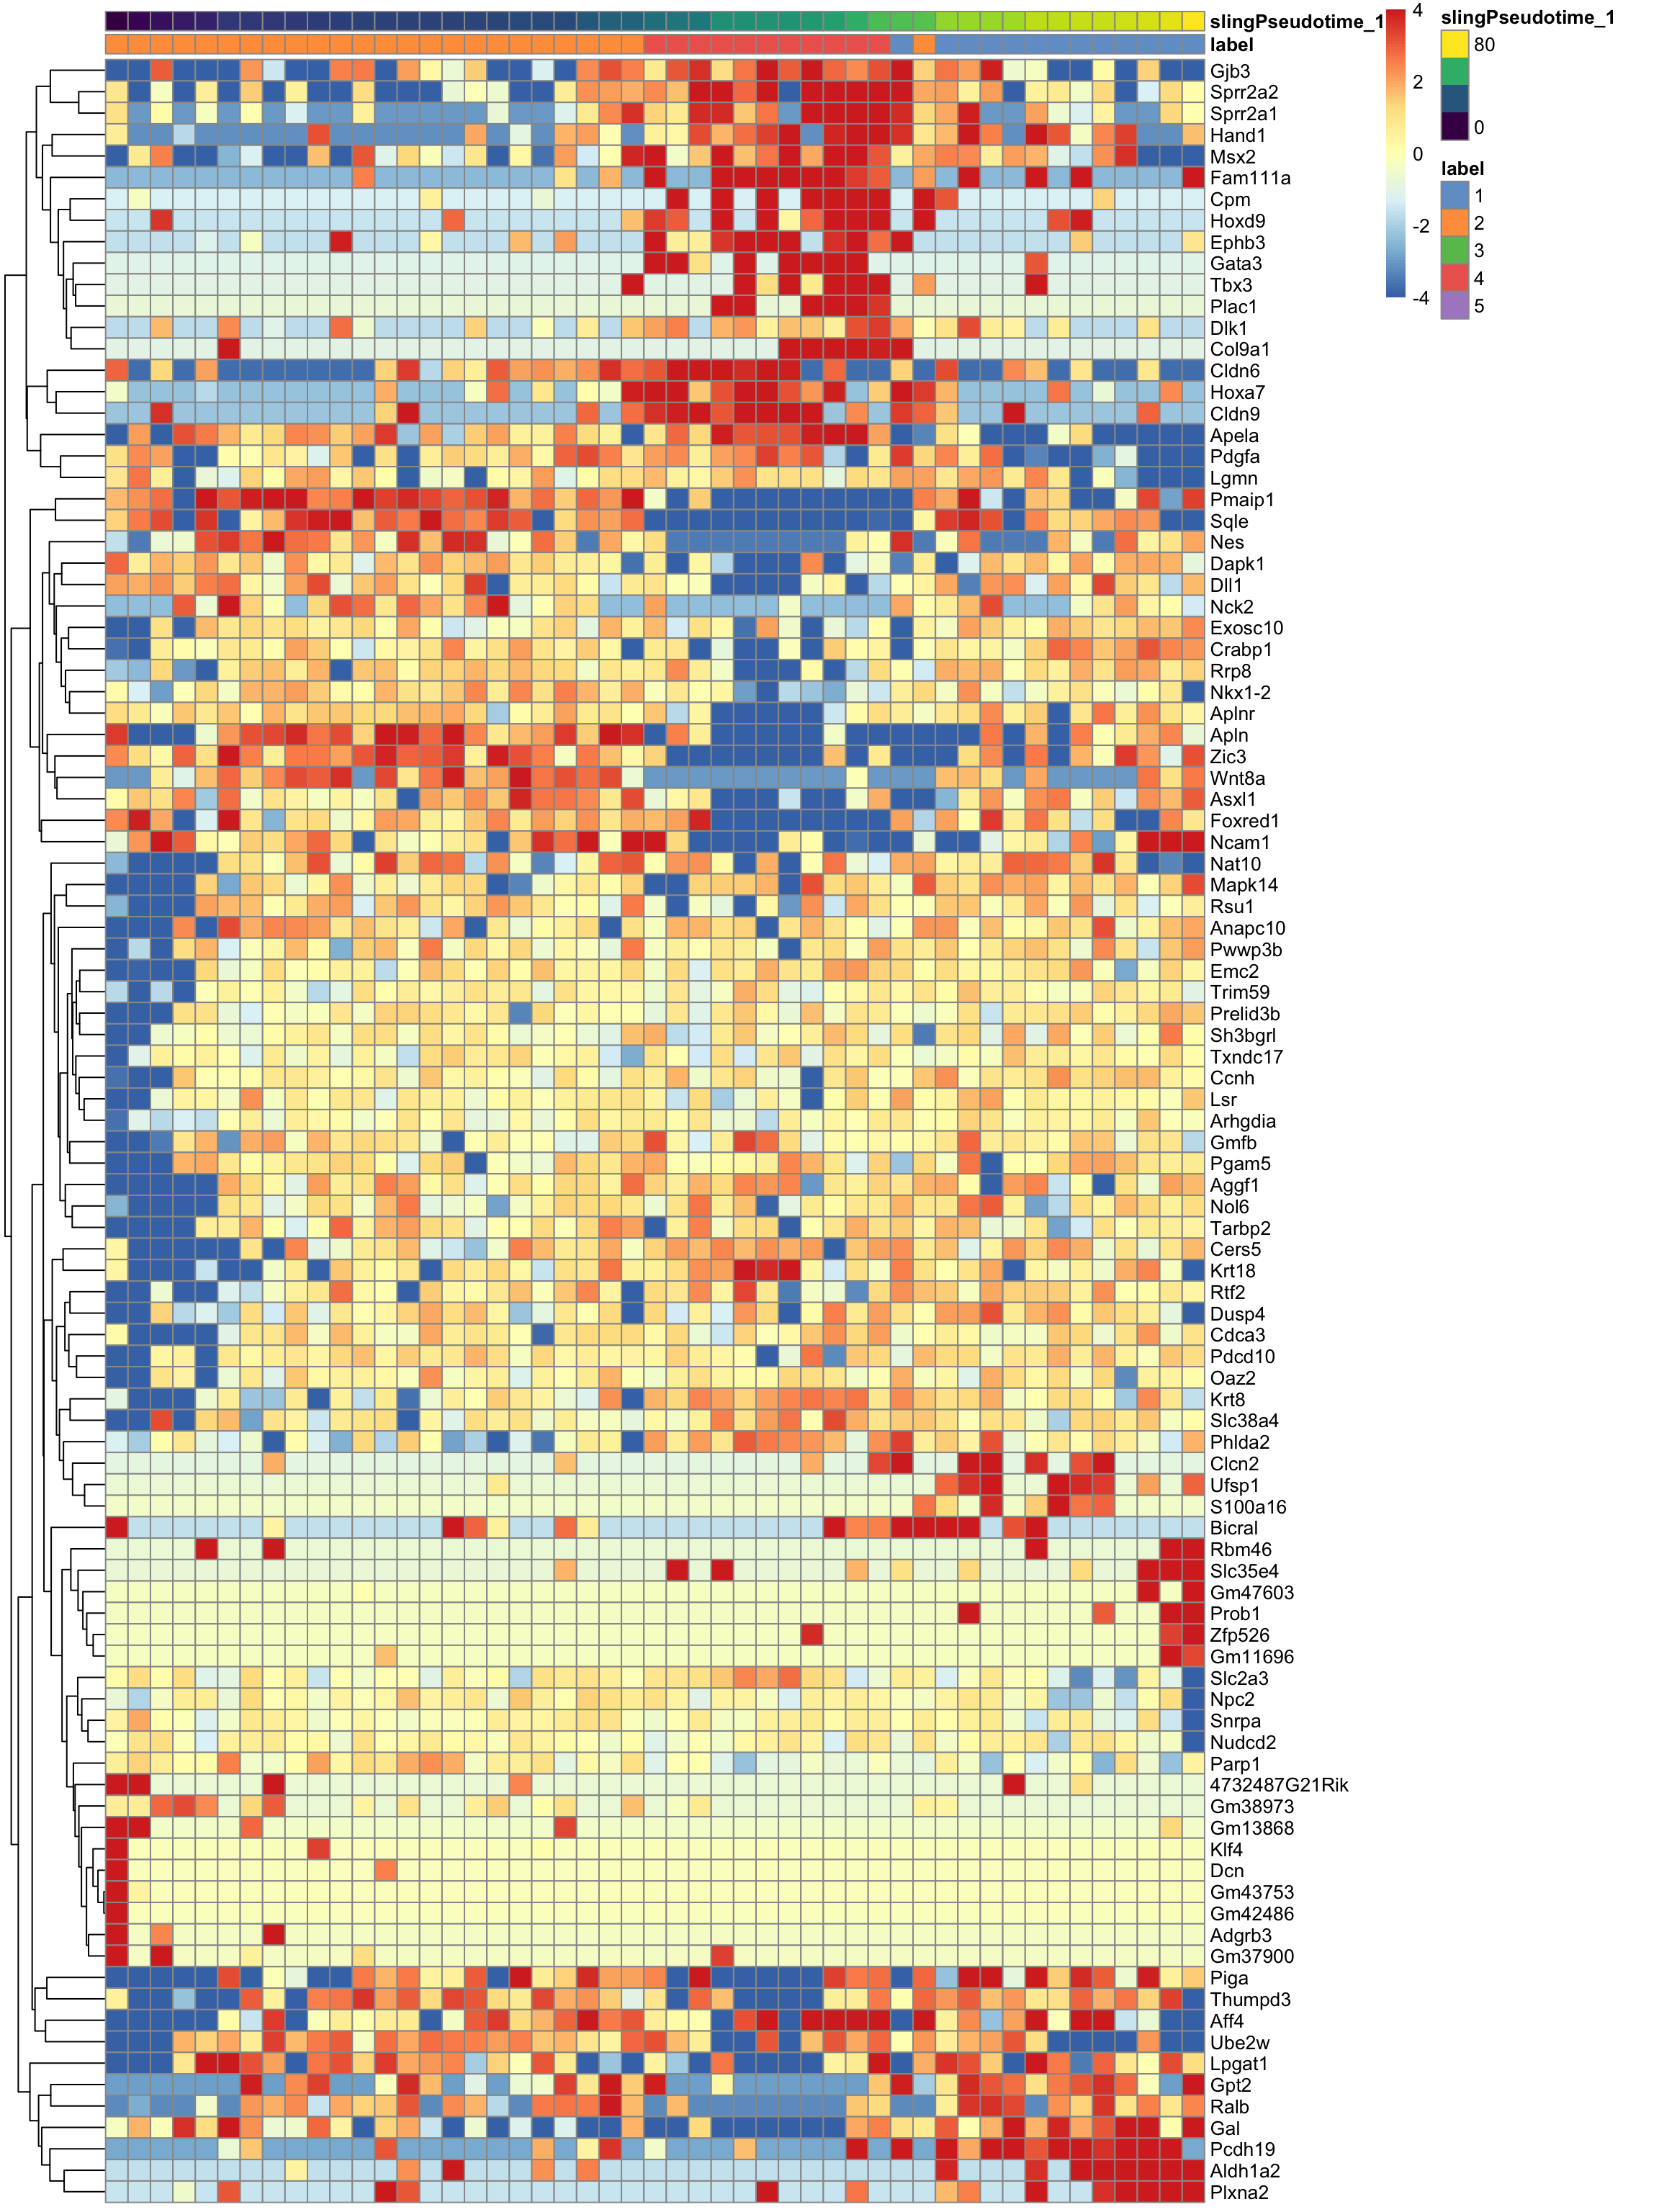 slingPseudotime_1
label
Gjb3
Sprr2a2
Sprr2a1
Hand1
Msx2
Fam111a
Cpm
Hoxd9
Ephb3
Gata3
Tbx3
Plac1
Dlk1
Col9a1
Cldn6
Hoxa7
Cldn9
Apela
Pdgfa
Lgmn
Pmaip1
Sqle
Nes
Dapk1
Dll1
Nck2
Exosc10
Crabp1
Rrp8
Nkx1-2
Aplnr
Apln
Zic3
Wnt8a
Asxl1
Foxred1
Ncam1
Nat10
Mapk14
Rsu1
Anapc10
Pwwp3b
Emc2
Trim59
Prelid3b
Sh3bgrl
Txndc17
Ccnh
Lsr
Arhgdia
Gmfb
Pgam5
Aggf1
Nol6
Tarbp2
Cers5
Krt18
Rtf2
Dusp4
Cdca3
Pdcd10
Oaz2
Krt8
Slc38a4
Phlda2
Clcn2
Ufsp1
S100a16
Bicral
Rbm46
Slc35e4
Gm47603
Prob1
Zfp526
Gm11696
Slc2a3
Npc2
Snrpa
Nudcd2
Parp1
4732487G21Rik
Gm38973
Gm13868
Klf4
Dcn
Gm43753
Gm42486
Adgrb3
Gm37900
Piga
Thumpd3
Aff4
Ube2w
Lpgat1
Gpt2
Ralb
Gal
Pcdh19
Aldh1a2
Plxna2
4
2
0
-2
-4
slingPseudotime_1
80
0
label
1
2
3
4
5